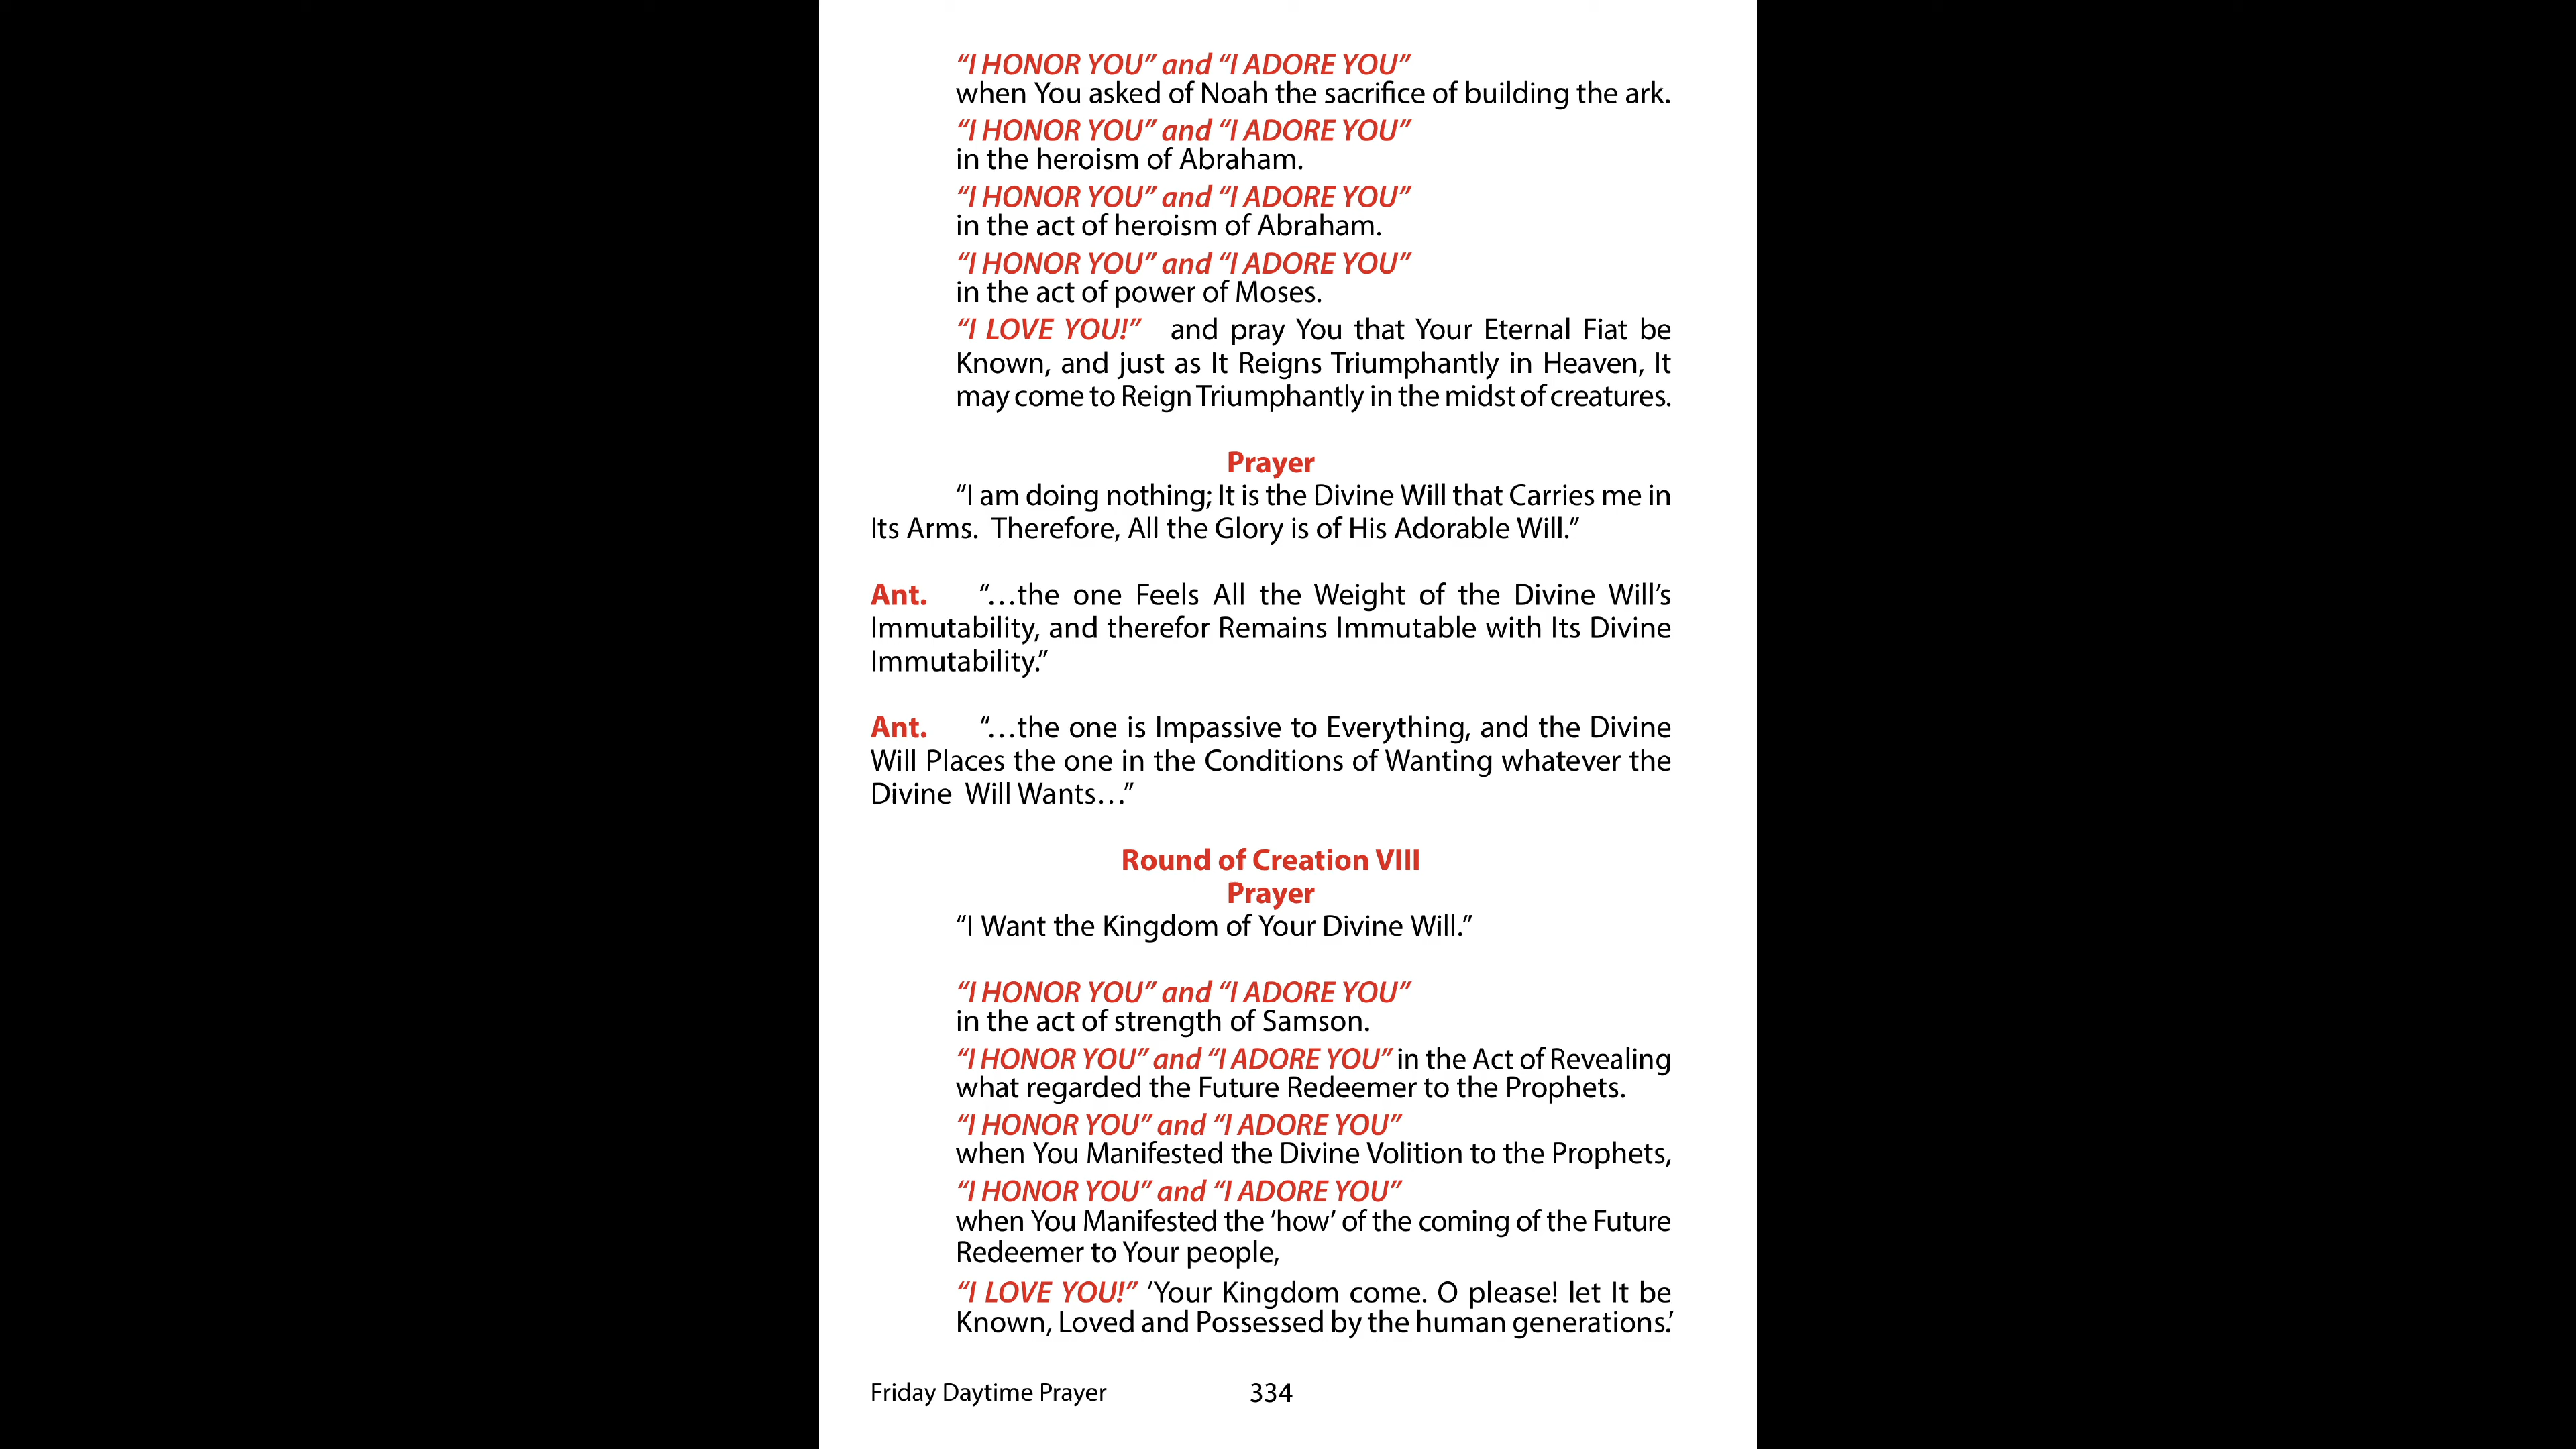 “I HONOR YOU” and “I ADORE YOU”
when You asked of Noah the sacrifice of building the ark.
“I HONOR YOU” and “I ADORE YOU”
in the heroism of Abraham.
“I HONOR YOU” and “I ADORE YOU”
in the act of heroism of Abraham.
“I HONOR YOU” and “I ADORE YOU”
in the act of power of Moses.
“I LOVE YOU!” and pray You that Your Eternal Fiat be
Known, and just as It Reigns Triumphantly in Heaven, It
may come to Reign Triumphantly in the midst of creatures.
Prayer
“I am doing nothing; It is the Divine Will that Carries me in
Its Arms. Therefore, All the Glory is of His Adorable Will.”
Ant. “…the one Feels All the Weight of the Divine Will’s
Immutability, and therefor Remains Immutable with Its Divine
Immutability.”
Ant. “…the one is Impassive to Everything, and the Divine
Will Places the one in the Conditions of Wanting whatever the
Divine Will Wants…”
Round of Creation VIII
Prayer
“I Want the Kingdom of Your Divine Will.”
“I HONOR YOU” and “I ADORE YOU”
in the act of strength of Samson.
“I HONOR YOU” and “I ADORE YOU” in the Act of Revealing
what regarded the Future Redeemer to the Prophets.
“I HONOR YOU” and “I ADORE YOU”
when You Manifested the Divine Volition to the Prophets,
“I HONOR YOU” and “I ADORE YOU”
when You Manifested the ‘how’ of the coming of the Future
Redeemer to Your people,
“I LOVE YOU!” ‘Your Kingdom come. O please! let It be
Known, Loved and Possessed by the human generations.’
Friday Daytime Prayer 334